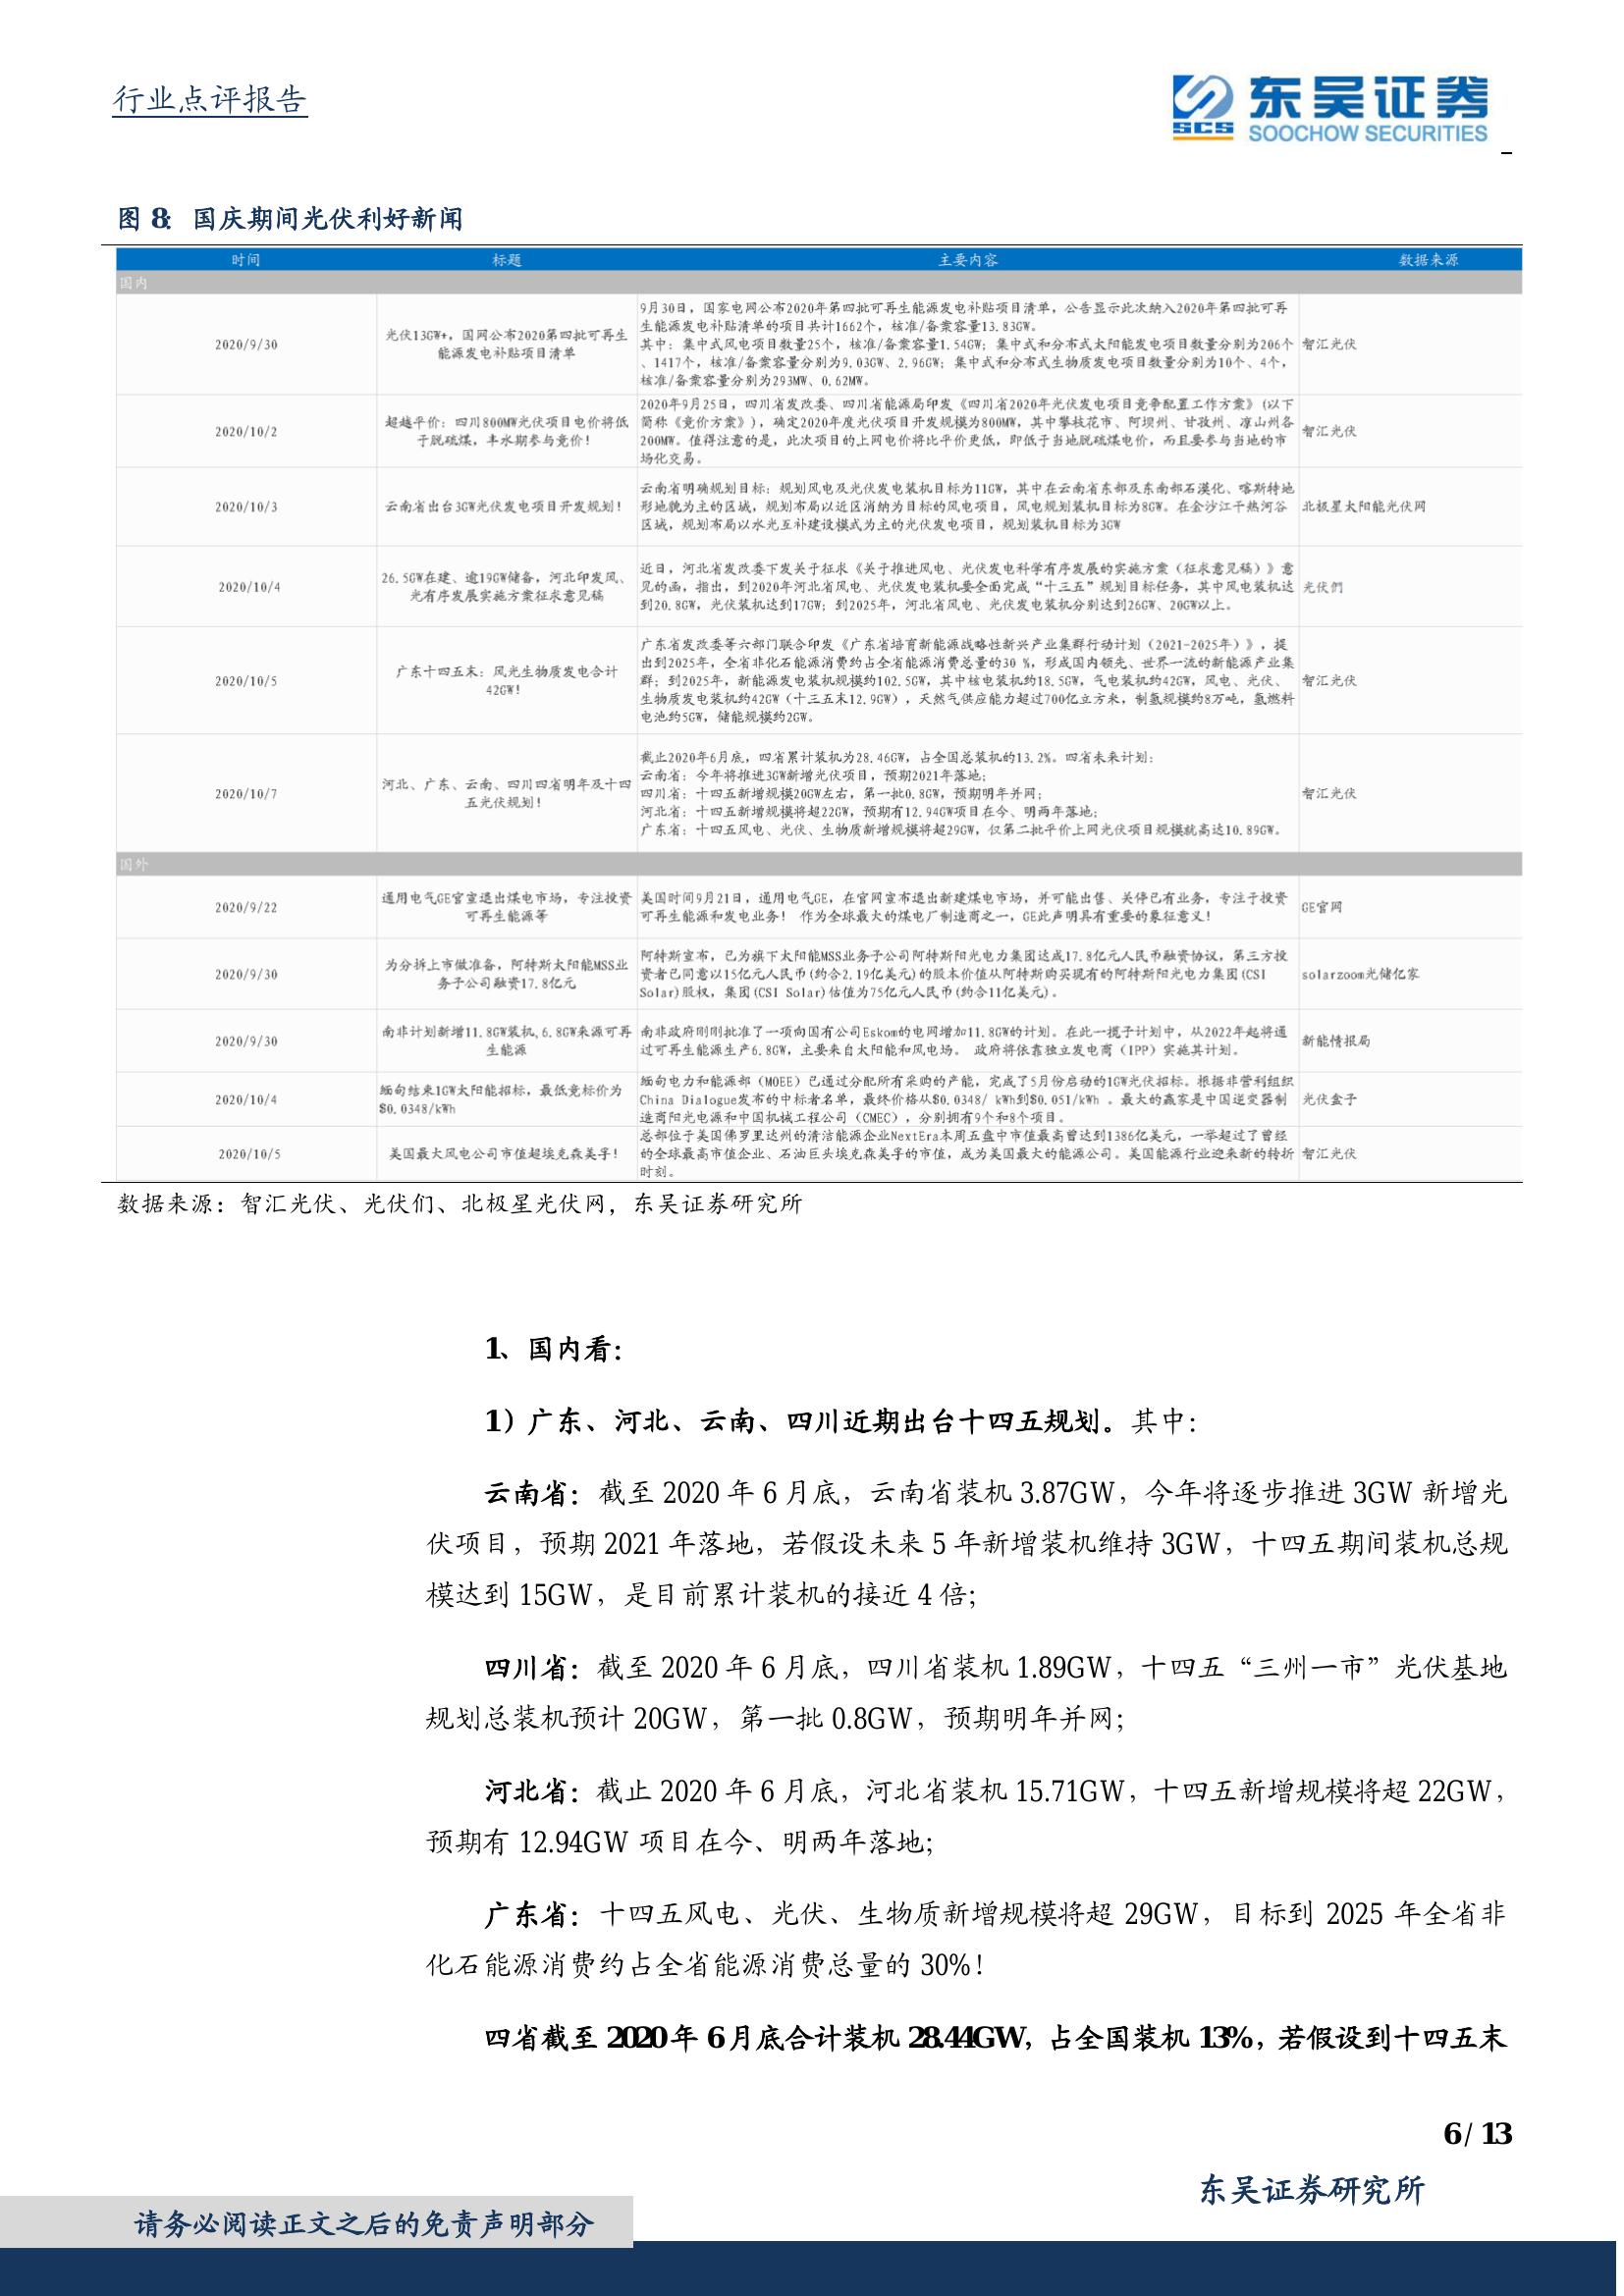 行业点评报告
东吴证券
SCS
SOOCHOW SECURITIES
图 8： 国庆期间光伏利好新闻
时间 标题 主要内容 数据来源
国内
2020/9/30
光伏13GW+，国网公布2020第四批可再生
能源发电补贴项目清单
9月30日，国家电网公布2020年第四批可再生能源发电补贴项目清单，公告显示此次纳入2020年第四批可再
生能源发电补贴清单的项目共计1662个，核准/备案容量13.83GW。
其中：集中式风电项目数量25个，核准/备案容量1.54GW；集中式和分布式太阳能发电项目数量分别为206个
、1417个，核准/备案容量分别为9.03GW、2.96GW；集中式和分布式生物质发电项目数量分别为10个、4个，
核准/备案容量分别为293MW、0.62MW。
智汇光伏
2020/10/2
超越平价：四川800MW光伏项目电价将低
于脱硫煤，丰水期参与竞价！
2020年9月25日，四川省发改委、四川省能源局印发《四川省2020年光伏发电项目竞争配置工作方案》(以下
简称《竞价方案》)，确定2020年度光伏项目开发规模为800MW，其中攀枝花市、阿坝州、甘孜州、凉山州各
200MW。值得注意的是，此次项目的上网电价将比平价更低，即低于当地脱硫煤电价，而且要参与当地的市
场化交易。
智汇光伏
2020/10/3
云南省出台3GW光伏发电项目开发规划！
云南省明确规划目标：规划风电及光伏发电装机目标为11GW，其中在云南省东部及东南部石漠化、喀斯特地
形地貌为主的区域，规划布局以近区消纳为目标的风电项目，风电规划装机目标为8GW。在金沙江干热河谷
区域，规划布局以水光互补建设模式为主的光伏发电项目，规划装机目标为3GW
北极星太阳能光伏网
2020/10/4
26.5GW在建、逾19GW储备，河北印发风、
光有序发展实施方案征求意见稿
近日，河北省发改委下发关于征求《关于推进风电、光伏发电科学有序发展的实施方案（征求意见稿）》意
见的函，指出，到2020年河北省风电、光伏发电装机要全面完成“十三五”规划目标任务，其中风电装机达
到20.8GW，光伏装机达到17GW；到2025年，河北省风电、光伏发电装机分别达到26GW、20GW以上。
光伏們
2020/10/5
广东十四五末：风光生物质发电合计
42GW！
广东省发改委等六部门联合印发《广东省培育新能源战略性新兴产业集群行动计划（2021-2025年）》，提
出到2025年，全省非化石能源消费约占全省能源消费总量的30 %，形成国内领先、世界一流的新能源产业集
群；到2025年，新能源发电装机规模约102.5GW，其中核电装机约18.5GW，气电装机约42GW，风电、光伏、
生物质发电装机约42GW（十三五末12.9GW），天然气供应能力超过700亿立方米，制氢规模约8万吨，氢燃料
电池约5GW，储能规模约2GW。
智汇光伏
2020/10/7
河北、广东、云南、四川四省明年及十四
五光伏规划！
截止2020年6月底，四省累计装机为28.46GW，占全国总装机的13.2%。四省未来计划：
云南省：今年将推进3GW新增光伏项目，预期2021年落地；
四川省：十四五新增规模20GW左右，第一批0.8GW，预期明年并网；
河北省：十四五新增规模将超22GW，预期有12.94GW项目在今、明两年落地；
广东省：十四五风电、光伏、生物质新增规模将超29GW，仅第二批平价上网光伏项目规模就高达10.89GW。
智汇光伏
国外
2020/9/22
通用电气GE官宣退出煤电市场，专注投资
可再生能源等
美国时间9月21日，通用电气GE，在官网宣布退出新建煤电市场，并可能出售、关停已有业务，专注于投资
可再生能源和发电业务！ 作为全球最大的煤电厂制造商之一，GE此声明具有重要的象征意义！
GE官网
2020/9/30
为分拆上市做准备，阿特斯太阳能MSS业
务子公司融资17.8亿元
阿特斯宣布，已为旗下太阳能MSS业务子公司阿特斯阳光电力集团达成17.8亿元人民币融资协议，第三方投
资者已同意以15亿元人民币(约合2.19亿美元)的股本价值从阿特斯购买现有的阿特斯阳光电力集团(CSI
Solar)股权，集团(CSI Solar)估值为75亿元人民币(约合11亿美元)。
solarzoom光储亿家
2020/9/30
南非计划新增11.8GW装机,6.8GW来源可再
生能源
南非政府刚刚批准了一项向国有公司Eskom的电网增加11.8GW的计划。在此一揽子计划中，从2022年起将通
过可再生能源生产6.8GW，主要来自太阳能和风电场。 政府将依靠独立发电商（IPP）实施其计划。
新能情报局
2020/10/4
缅甸结束1GW太阳能招标，最低竞标价为
$0.0348/kWh
缅甸电力和能源部（MOEE）已通过分配所有采购的产能，完成了5月份启动的1GW光伏招标。根据非营利组织
China Dialogue发布的中标者名单，最终价格从$0.0348/ kWh到$0.051/kWh 。最大的赢家是中国逆变器制
造商阳光电源和中国机械工程公司（CMEC），分别拥有9个和8个项目。
光伏盒子
2020/10/5
美国最大风电公司市值超埃克森美孚！
总部位于美国佛罗里达州的清洁能源企业NextEra本周五盘中市值最高曾达到1386亿美元，一举超过了曾经
的全球最高市值企业、石油巨头埃克森美孚的市值，成为美国最大的能源公司。美国能源行业迎来新的转折
时刻。
智汇光伏
数据来源：智汇光伏、光伏们、北极星光伏网，东吴证券研究所
1、国内看：
1）广东、河北、云南、四川近期出台十四五规划。其中：
云南省：截至 2020 年 6 月底，云南省装机 3.87GW，今年将逐步推进 3GW 新增光
伏项目，预期 2021 年落地，若假设未来 5 年新增装机维持 3GW，十四五期间装机总规
模达到 15GW，是目前累计装机的接近 4 倍；
四川省：截至 2020 年 6 月底，四川省装机 1.89GW，十四五“三州一市”光伏基地
规划总装机预计 20GW，第一批 0.8GW，预期明年并网；
河北省：截止 2020 年 6 月底，河北省装机 15.71GW，十四五新增规模将超 22GW，
预期有 12.94GW 项目在今、明两年落地；
广东省：十四五风电、光伏、生物质新增规模将超 29GW，目标到 2025 年全省非
化石能源消费约占全省能源消费总量的 30%！
四省截至 2020 年 6 月底合计装机 28.44GW，占全国装机 13%，若假设到十四五末
6 / 13
东吴证券研究所
请务必阅读正文之后的免责声明部分